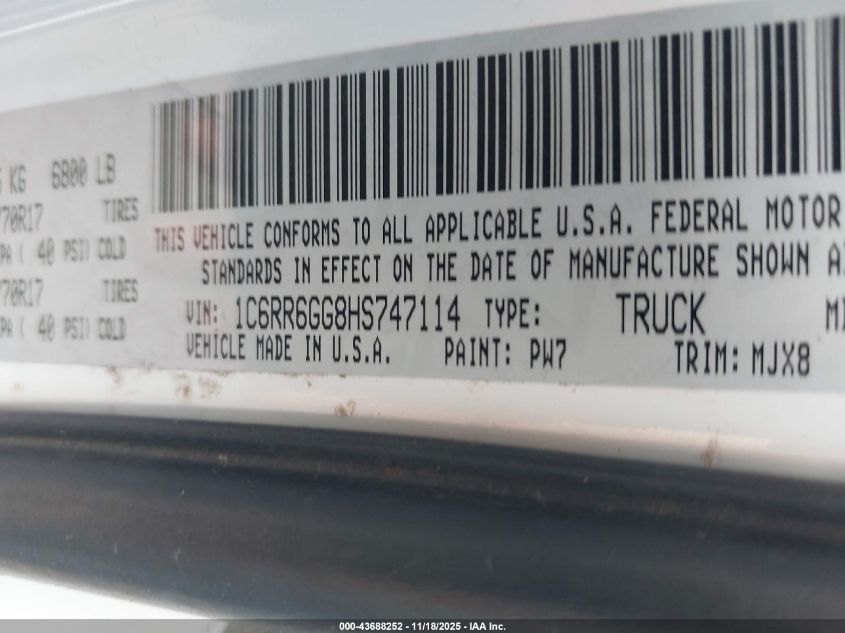 KG 6800 LB
70R17 TIRES
PA ( 40 PSI) COLD
70R17 TIRES
PA ( 40 PSI) COLD
THIS VEHICLE CONFORMS TO ALL APPLICABLE U.S.A. FEDERAL MOTOR
STANDARDS IN EFFECT ON THE DATE OF MANUFACTURE SHOWN
VIN: 1C6RR6GG8HS747114 TYPE: TRUCK
VEHICLE MADE IN U.S.A. PAINT: PW7 TRIM: MJX8
000-43688252 - 11/18/2025 - IAA Inc.